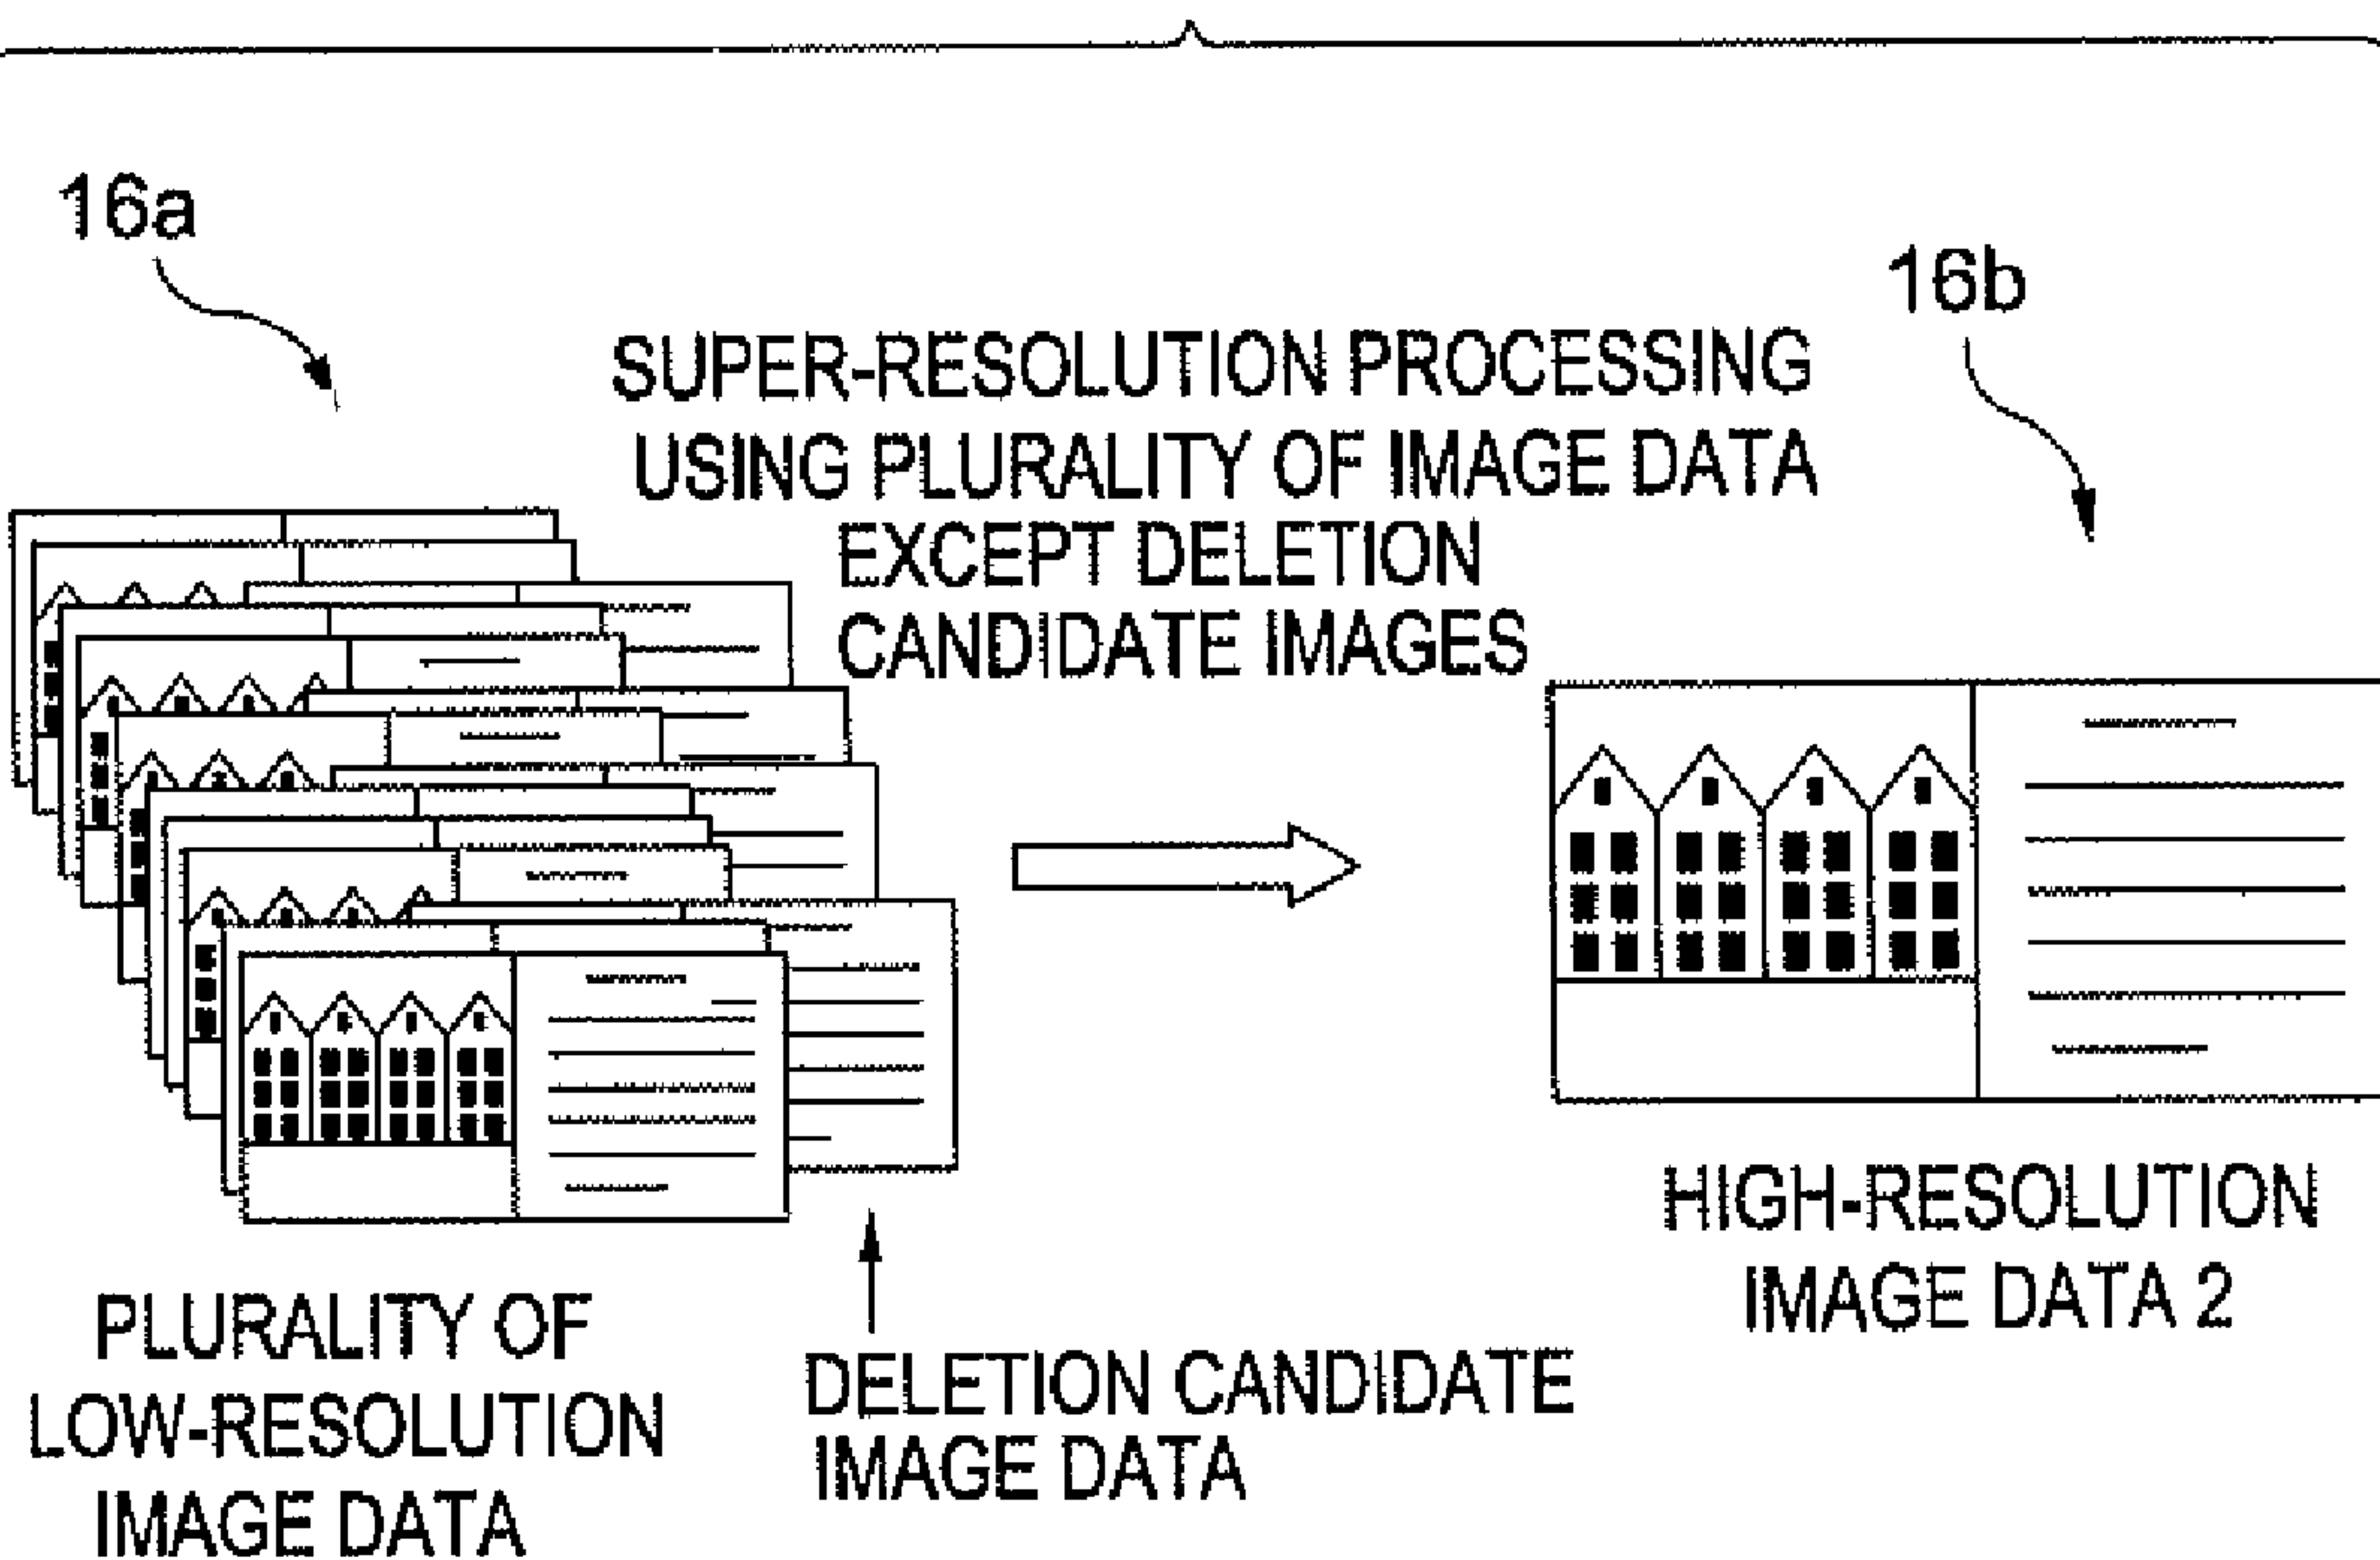 16a
16b
SUPER-RESOLUTION PROCESSING
USING PLURALITY OF IMAGE DATA
EXCEPT DELETION
CANDIDATE IMAGES
HIGH-RESOLUTION
IMAGE DATA 2
PLURALITY OF
LOW-RESOLUTION
IMAGE DATA
DELETION CANDIDATE
IMAGE DATA